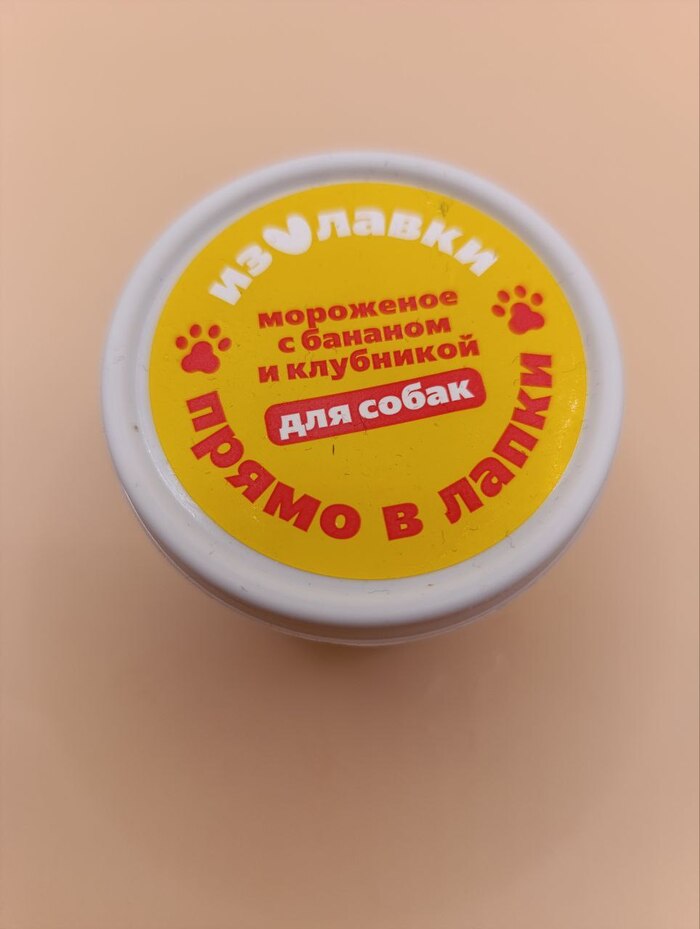 из лавки
мороженое
с бананом
и клубникой
для собак
прямо в лапки